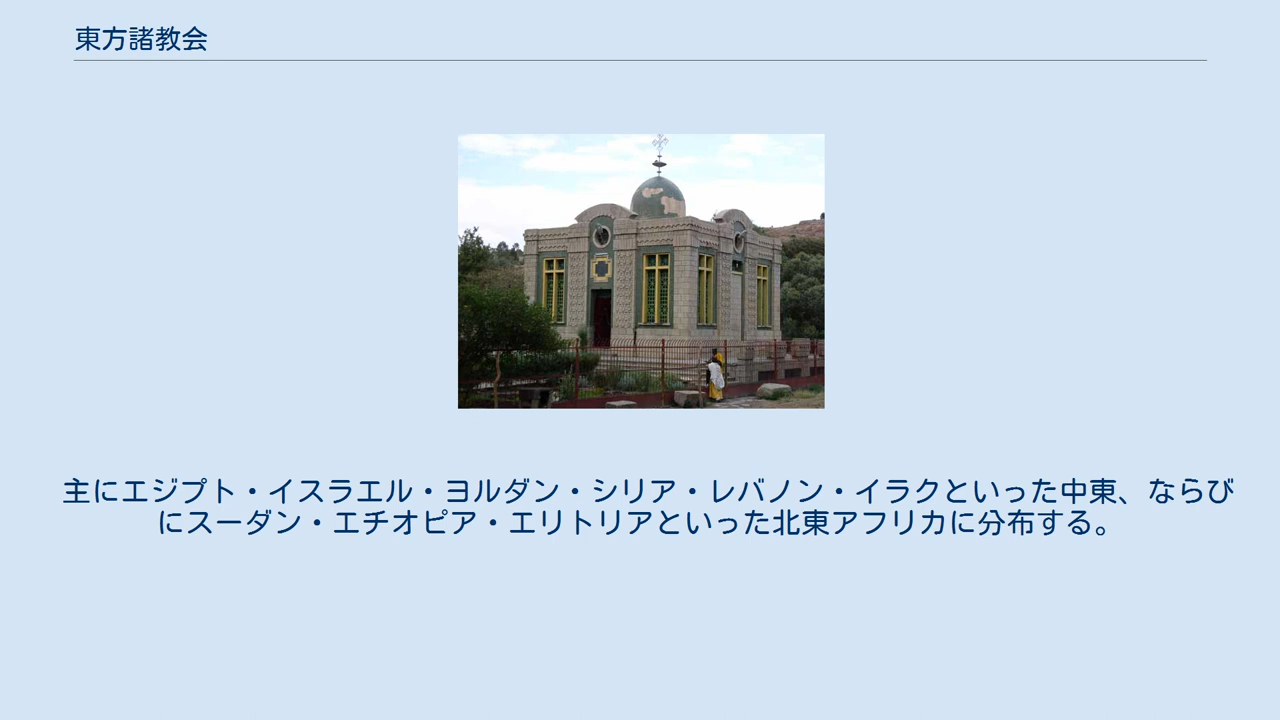 東方諸教会
主にエジプト・イスラエル・ヨルダン・シリア・レバノン・イラクといった中東、ならび
にスーダン・エチオピア・エリトリアといった北東アフリカに分布する。